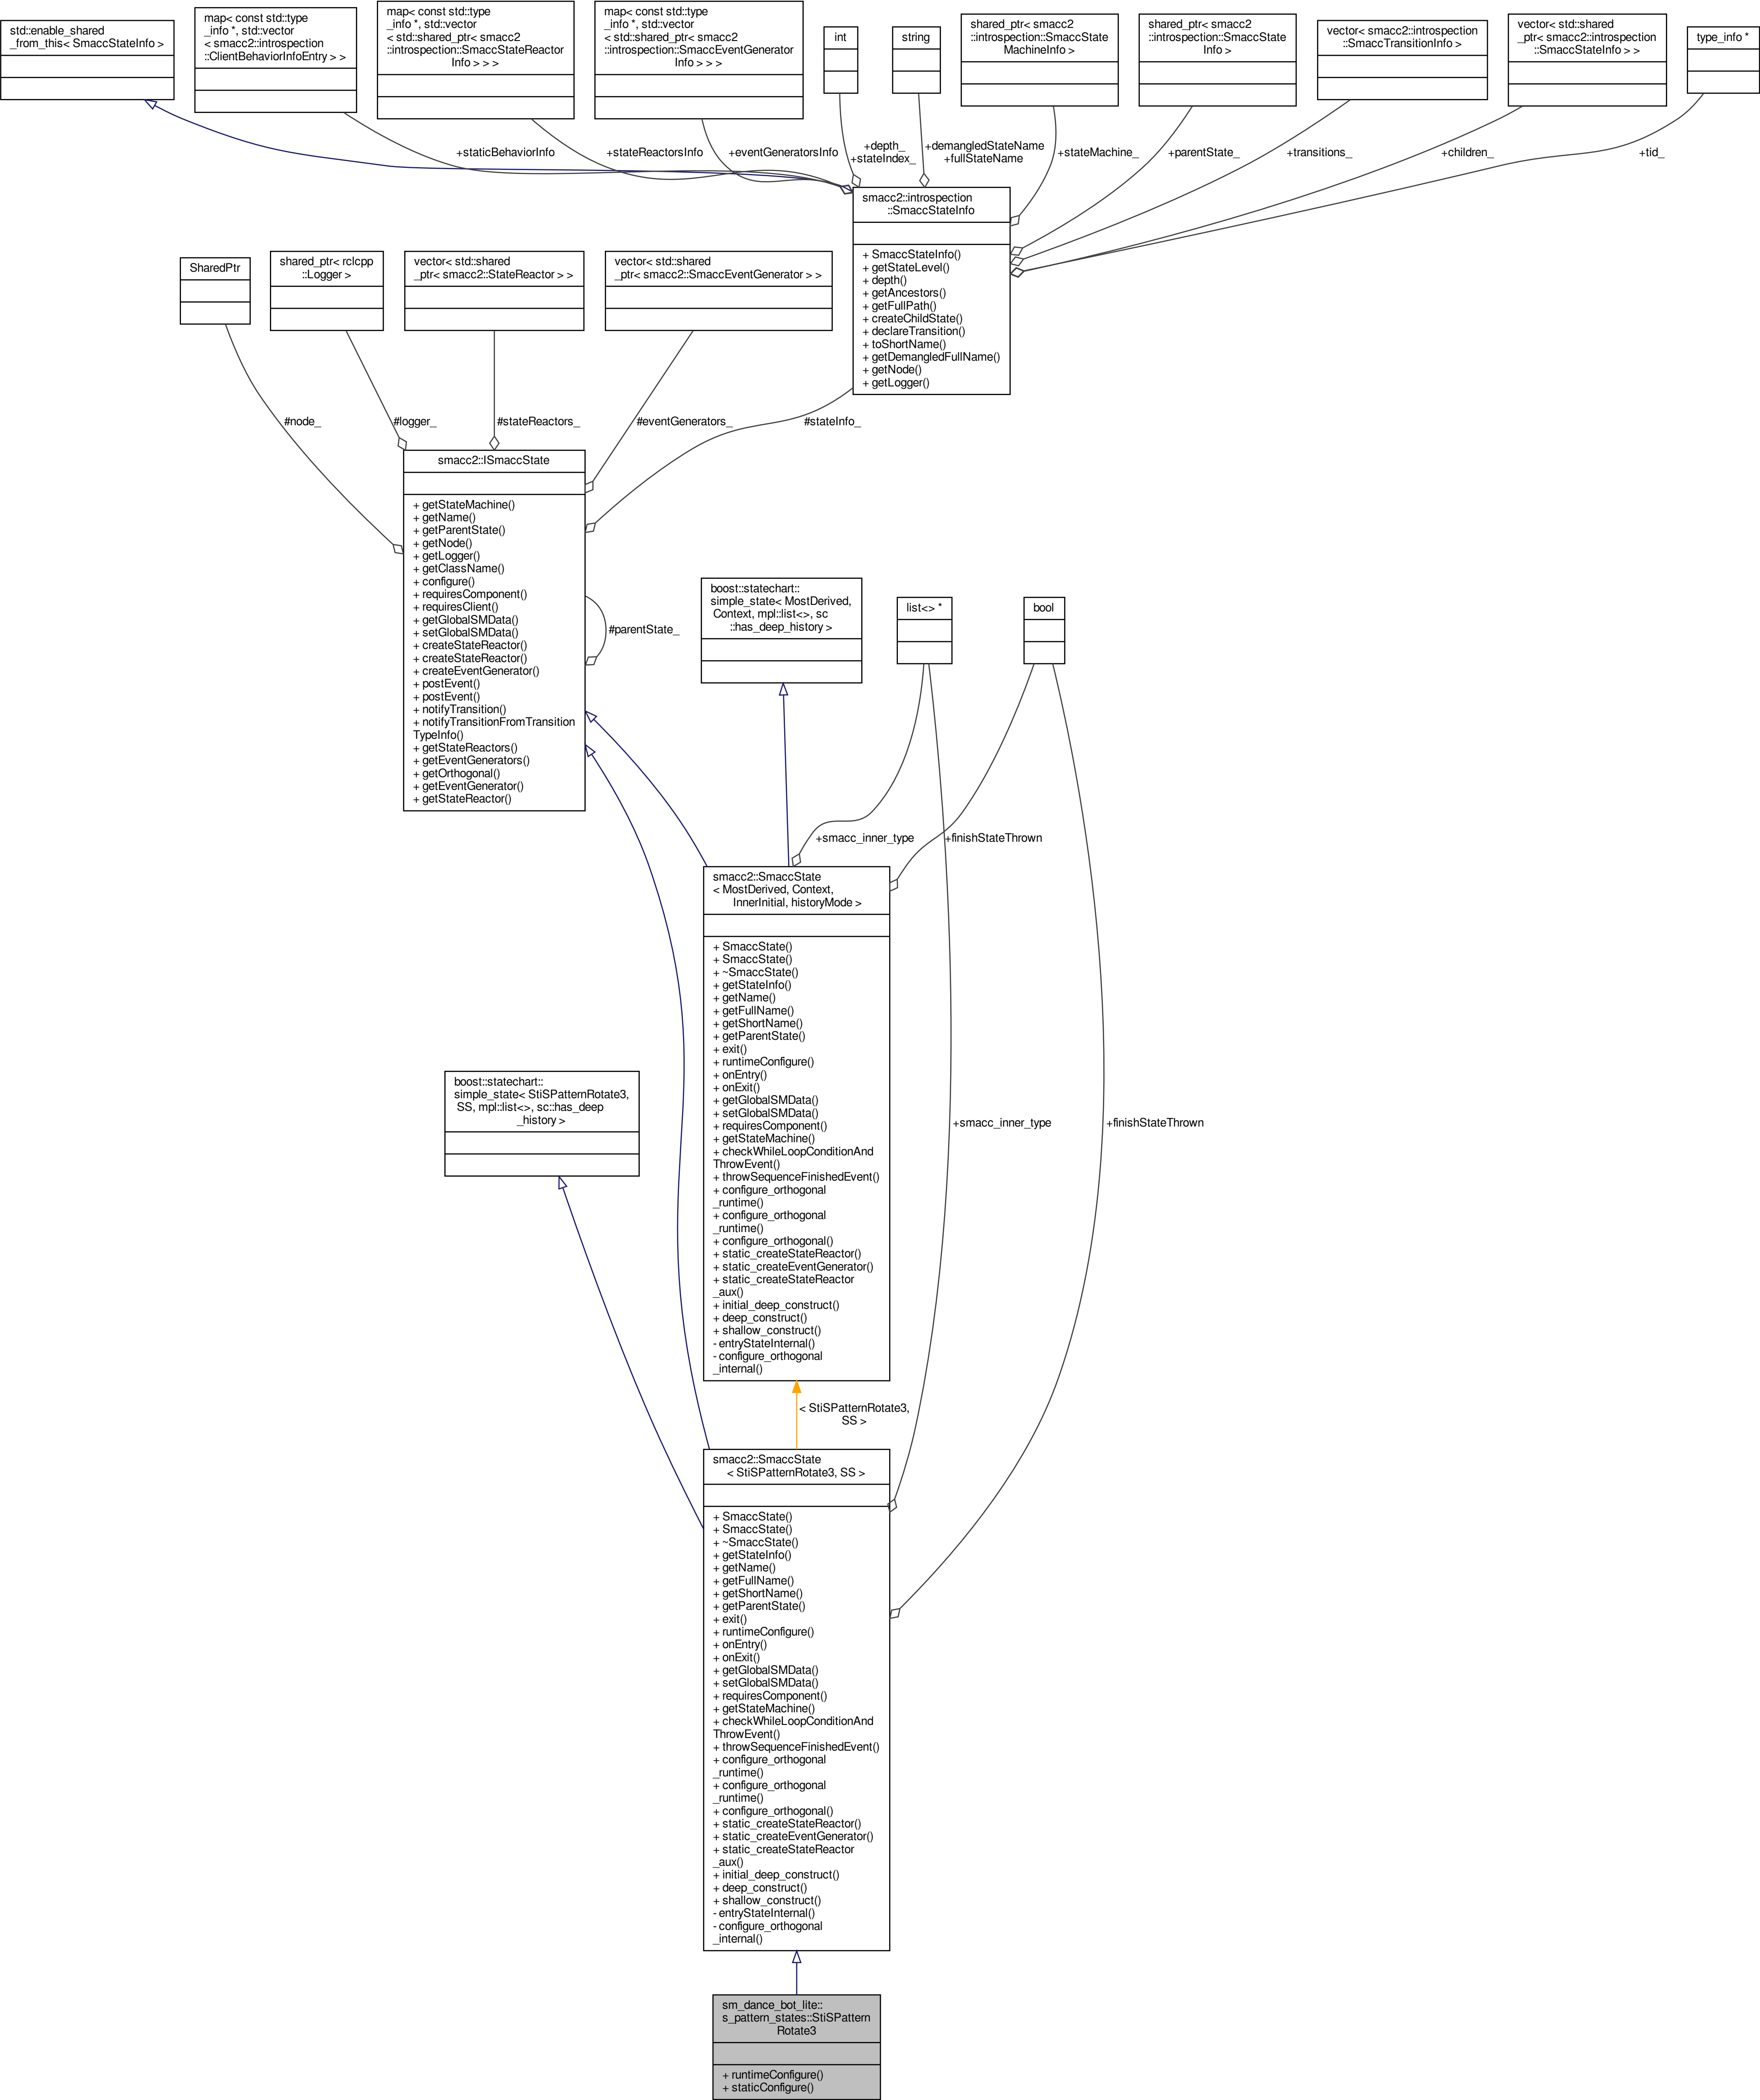 std::enable_shared
_from_this< SmaccStateInfo >
map< const std::type
_info *, std::vector
< smacc2::introspection
::ClientBehaviorInfoEntry > >
map< const std::type
_info *, std::vector
< std::shared_ptr< smacc2
::introspection::SmaccStateReactor
Info > > >
map< const std::type
_info *, std::vector
< std::shared_ptr< smacc2
::introspection::SmaccEventGenerator
Info > > >
int
string
shared_ptr< smacc2
::introspection::SmaccState
MachineInfo >
shared_ptr< smacc2
::introspection::SmaccState
Info >
vector< smacc2::introspection
::SmaccTransitionInfo >
vector< std::shared
_ptr< smacc2::introspection
::SmaccStateInfo > >
type_info *
+staticBehaviorInfo
+stateReactorsInfo
+eventGeneratorsInfo
+depth_
+stateIndex_
+demangledStateName
+fullStateName
+stateMachine_
+parentState_
+transitions_
+children_
+tid_
smacc2::introspection
::SmaccStateInfo
+ SmaccStateInfo()
+ getStateLevel()
+ depth()
+ getAncestors()
+ getFullPath()
+ createChildState()
+ declareTransition()
+ toShortName()
+ getDemangledFullName()
+ getNode()
+ getLogger()
SharedPtr
shared_ptr< rclcpp
::Logger >
vector< std::shared
_ptr< smacc2::StateReactor > >
vector< std::shared
_ptr< smacc2::SmaccEventGenerator > >
#node_
#logger_
#stateReactors_
#eventGenerators_
#stateInfo_
smacc2::ISmaccState
+ getStateMachine()
+ getName()
+ getParentState()
+ getNode()
+ getLogger()
+ getClassName()
+ configure()
+ requiresComponent()
+ requiresClient()
+ getGlobalSMData()
+ setGlobalSMData()
+ createStateReactor()
+ createStateReactor()
+ createEventGenerator()
+ postEvent()
+ postEvent()
+ notifyTransition()
+ notifyTransitionFromTransition
TypeInfo()
+ getStateReactors()
+ getEventGenerators()
+ getOrthogonal()
+ getEventGenerator()
+ getStateReactor()
#parentState_
boost::statechart::
simple_state< MostDerived,
Context, mpl::list<>, sc
::has_deep_history >
list<> *
bool
+smacc_inner_type
+finishStateThrown
smacc2::SmaccState
< MostDerived, Context,
InnerInitial, historyMode >
+ SmaccState()
+ SmaccState()
+ ~SmaccState()
+ getStateInfo()
+ getName()
+ getFullName()
+ getShortName()
+ getParentState()
+ exit()
+ runtimeConfigure()
+ onEntry()
+ onExit()
+ getGlobalSMData()
+ setGlobalSMData()
+ requiresComponent()
+ getStateMachine()
+ checkWhileLoopConditionAnd
ThrowEvent()
+ throwSequenceFinishedEvent()
+ configure_orthogonal
_runtime()
+ configure_orthogonal
_runtime()
+ configure_orthogonal()
+ static_createStateReactor()
+ static_createEventGenerator()
+ static_createStateReactor
_aux()
+ initial_deep_construct()
+ deep_construct()
+ shallow_construct()
- entryStateInternal()
- configure_orthogonal
_internal()
boost::statechart::
simple_state< StiSPatternRotate3,
SS, mpl::list<>, sc::has_deep
_history >
+smacc_inner_type
+finishStateThrown
< StiSPatternRotate3,
SS >
smacc2::SmaccState
< StiSPatternRotate3, SS >
+ SmaccState()
+ SmaccState()
+ ~SmaccState()
+ getStateInfo()
+ getName()
+ getFullName()
+ getShortName()
+ getParentState()
+ exit()
+ runtimeConfigure()
+ onEntry()
+ onExit()
+ getGlobalSMData()
+ setGlobalSMData()
+ requiresComponent()
+ getStateMachine()
+ checkWhileLoopConditionAnd
ThrowEvent()
+ throwSequenceFinishedEvent()
+ configure_orthogonal
_runtime()
+ configure_orthogonal
_runtime()
+ configure_orthogonal()
+ static_createStateReactor()
+ static_createEventGenerator()
+ static_createStateReactor
_aux()
+ initial_deep_construct()
+ deep_construct()
+ shallow_construct()
- entryStateInternal()
- configure_orthogonal
_internal()
sm_dance_bot_lite::
s_pattern_states::StiSPattern
Rotate3
+ runtimeConfigure()
+ staticConfigure()